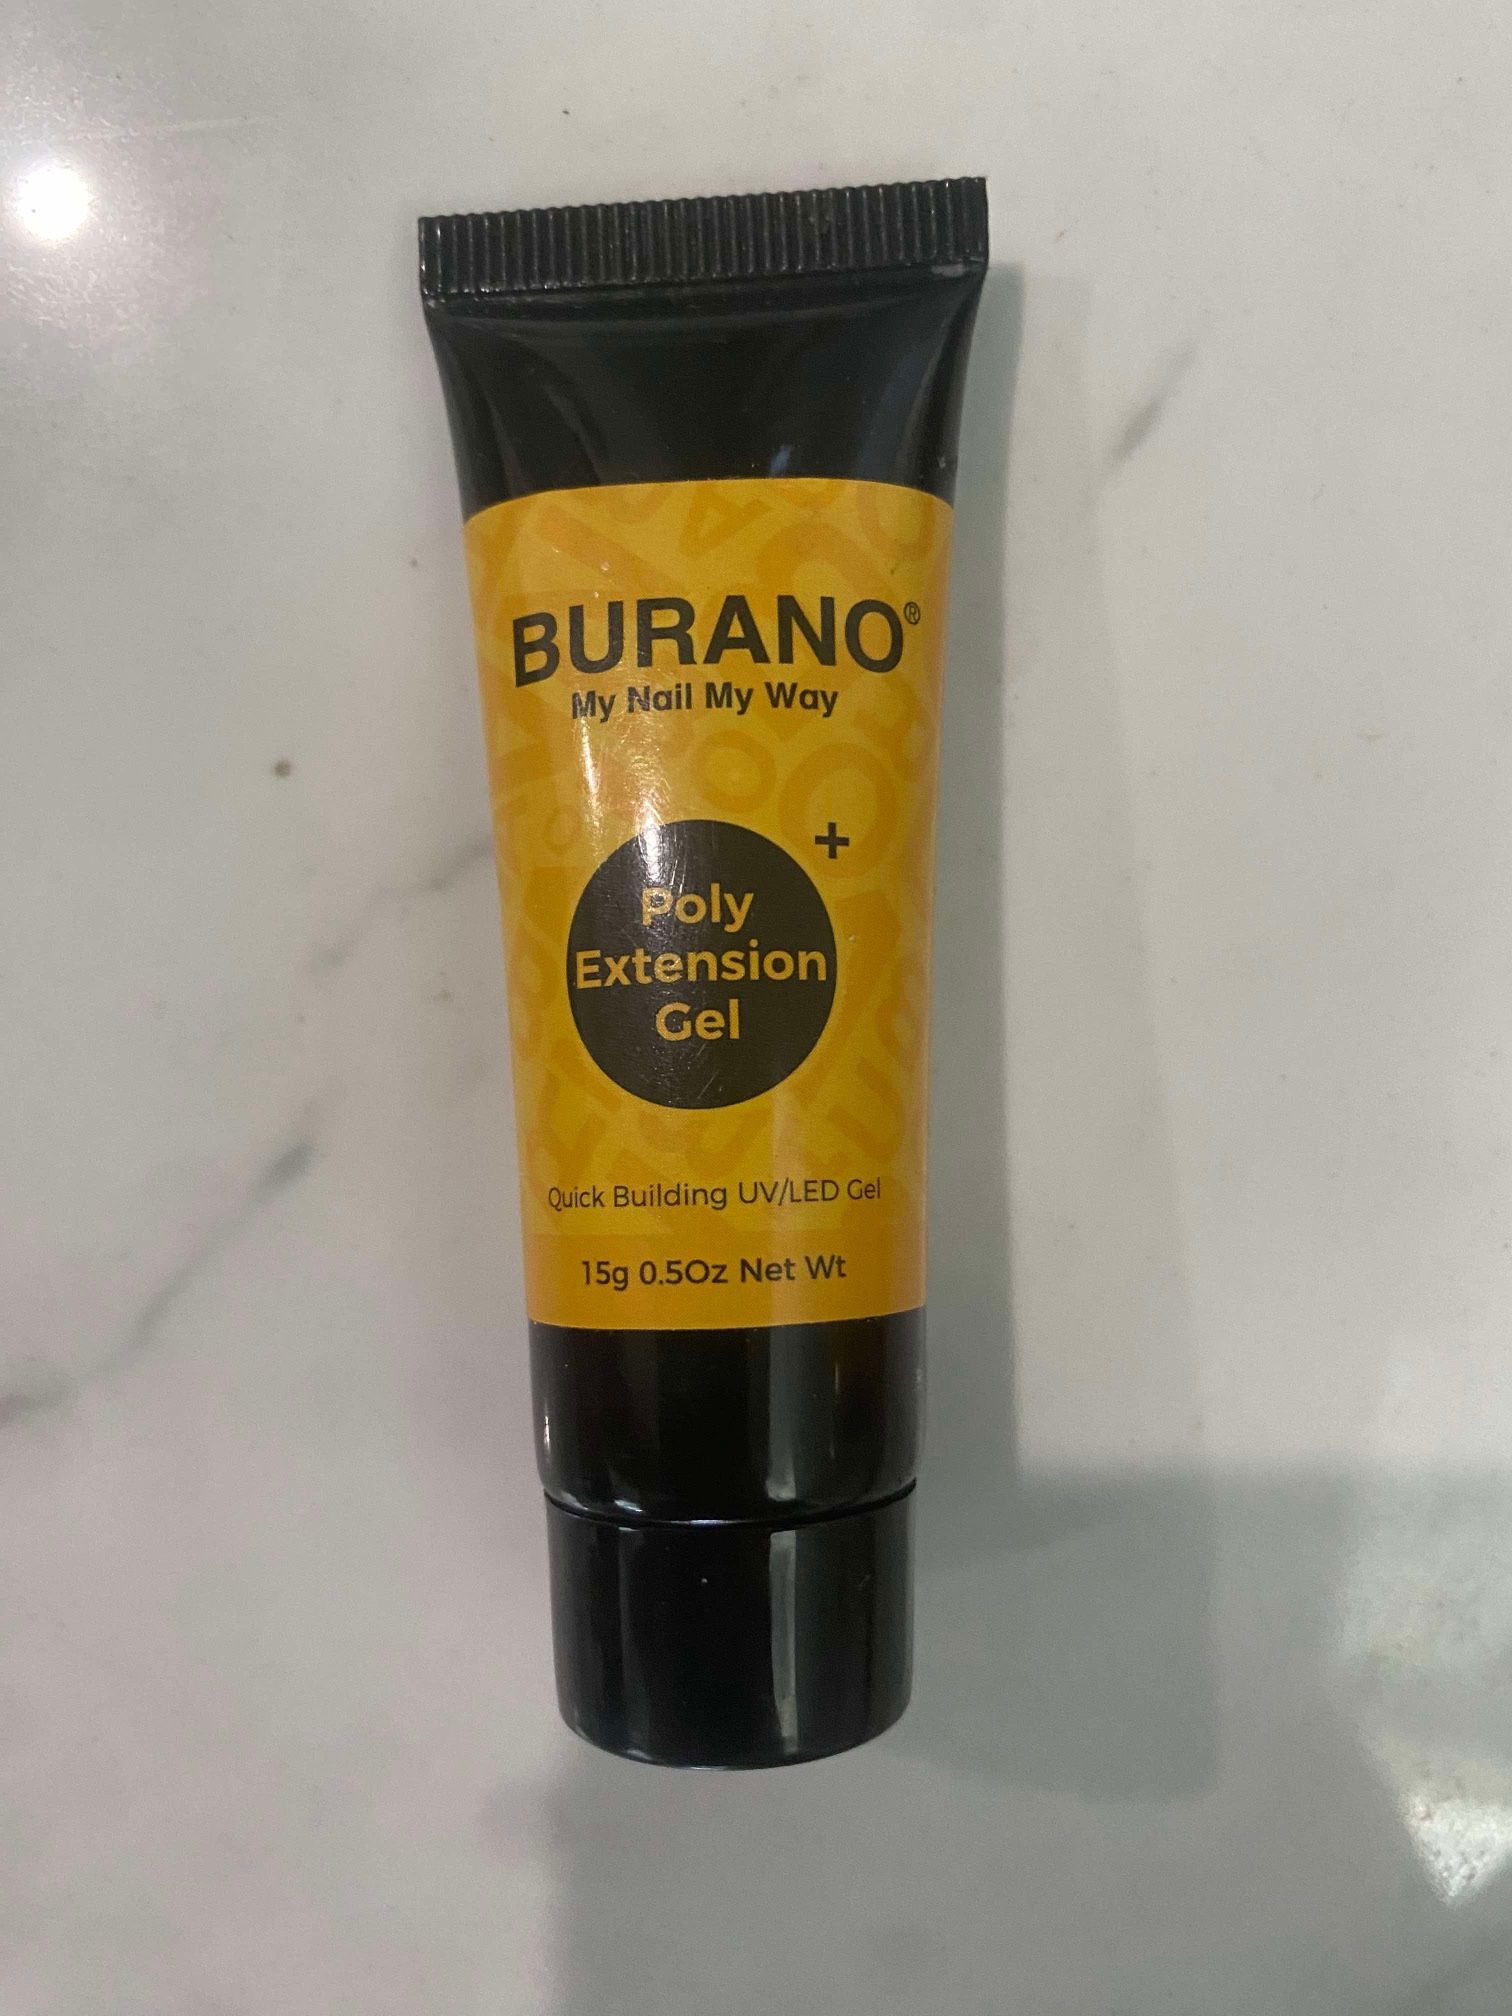 BURANO®
My Nail My Way
+
Poly
Extension
Gel
Quick Building UV/LED Gel
15g 0.5Oz Net Wt